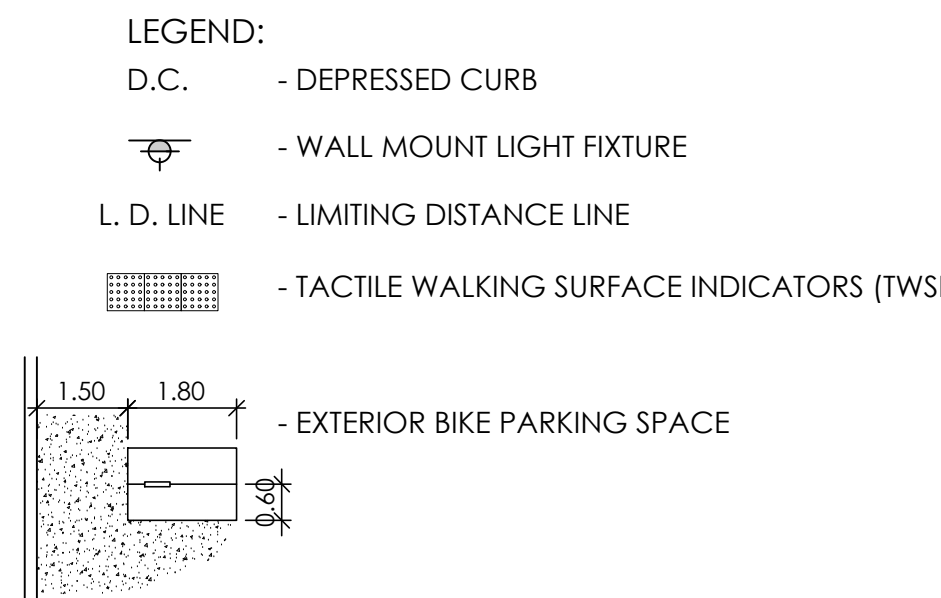 LEGEND:
D.C. - DEPRESSED CURB
- WALL MOUNT LIGHT FIXTURE
L. D. LINE - LIMITING DISTANCE LINE
- TACTILE WALKING SURFACE INDICATORS (TWSI
1.50 1.80
- EXTERIOR BIKE PARKING SPACE
0.60